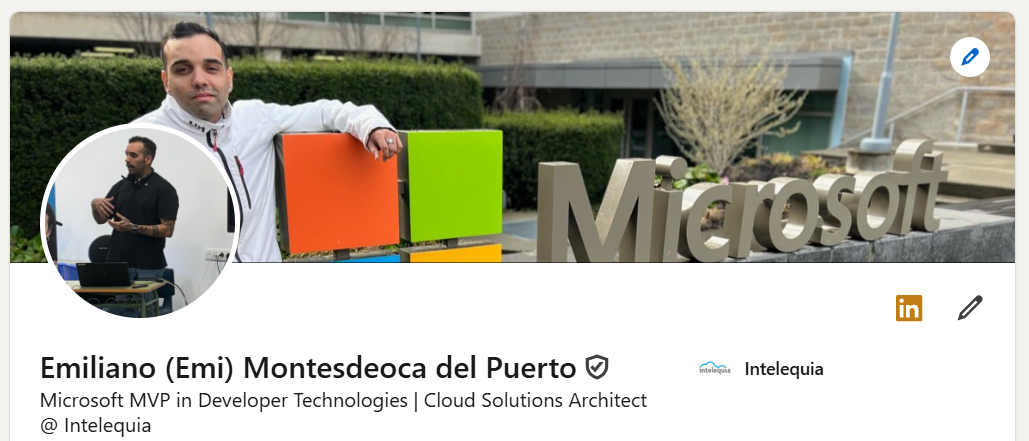 Microsoft
in
Emiliano (Emi) Montesdeoca del Puerto
intelequia
Intelequia
Microsoft MVP in Developer Technologies | Cloud Solutions Architect
@ Intelequia